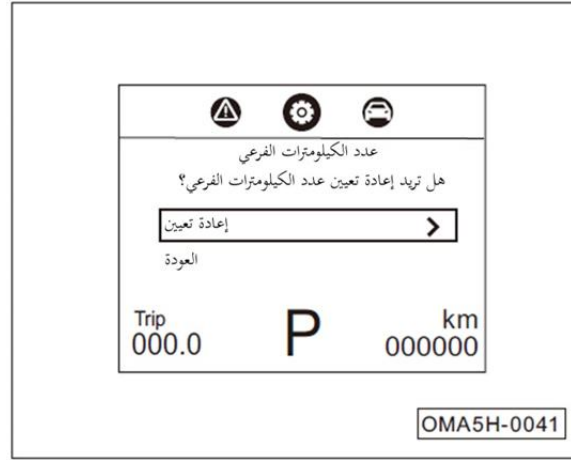 عدد الكيلومترات الفرعي
هل تريد إعادة تعيين عدد الكيلومترات الفرعي؟
إعادة تعيين
العودة
Trip
000.0
P
km
000000
OMA5H-0041